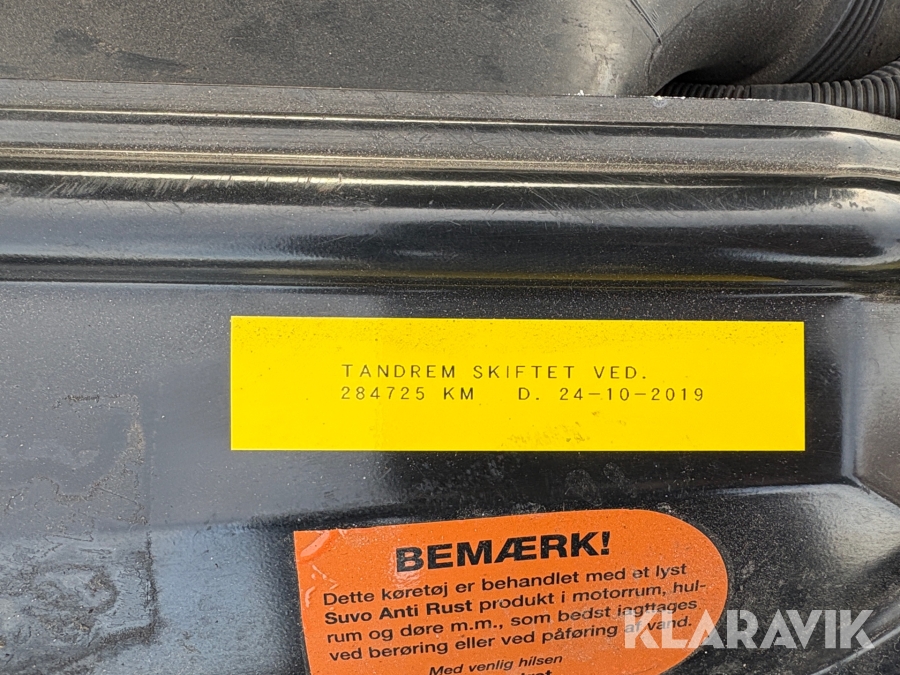 TANDREM SKIFTET VED.
284725 KM D. 24-10-2019
BEMÆRK!
Dette køretøj er behandlet med et lyst
Suvo Anti Rust produkt i motorrum, hul-
rum og døre m.m., som bedst iagttages
ved berøring eller ved påføring af vand.
Med venlig hilsen
KLARAVIK